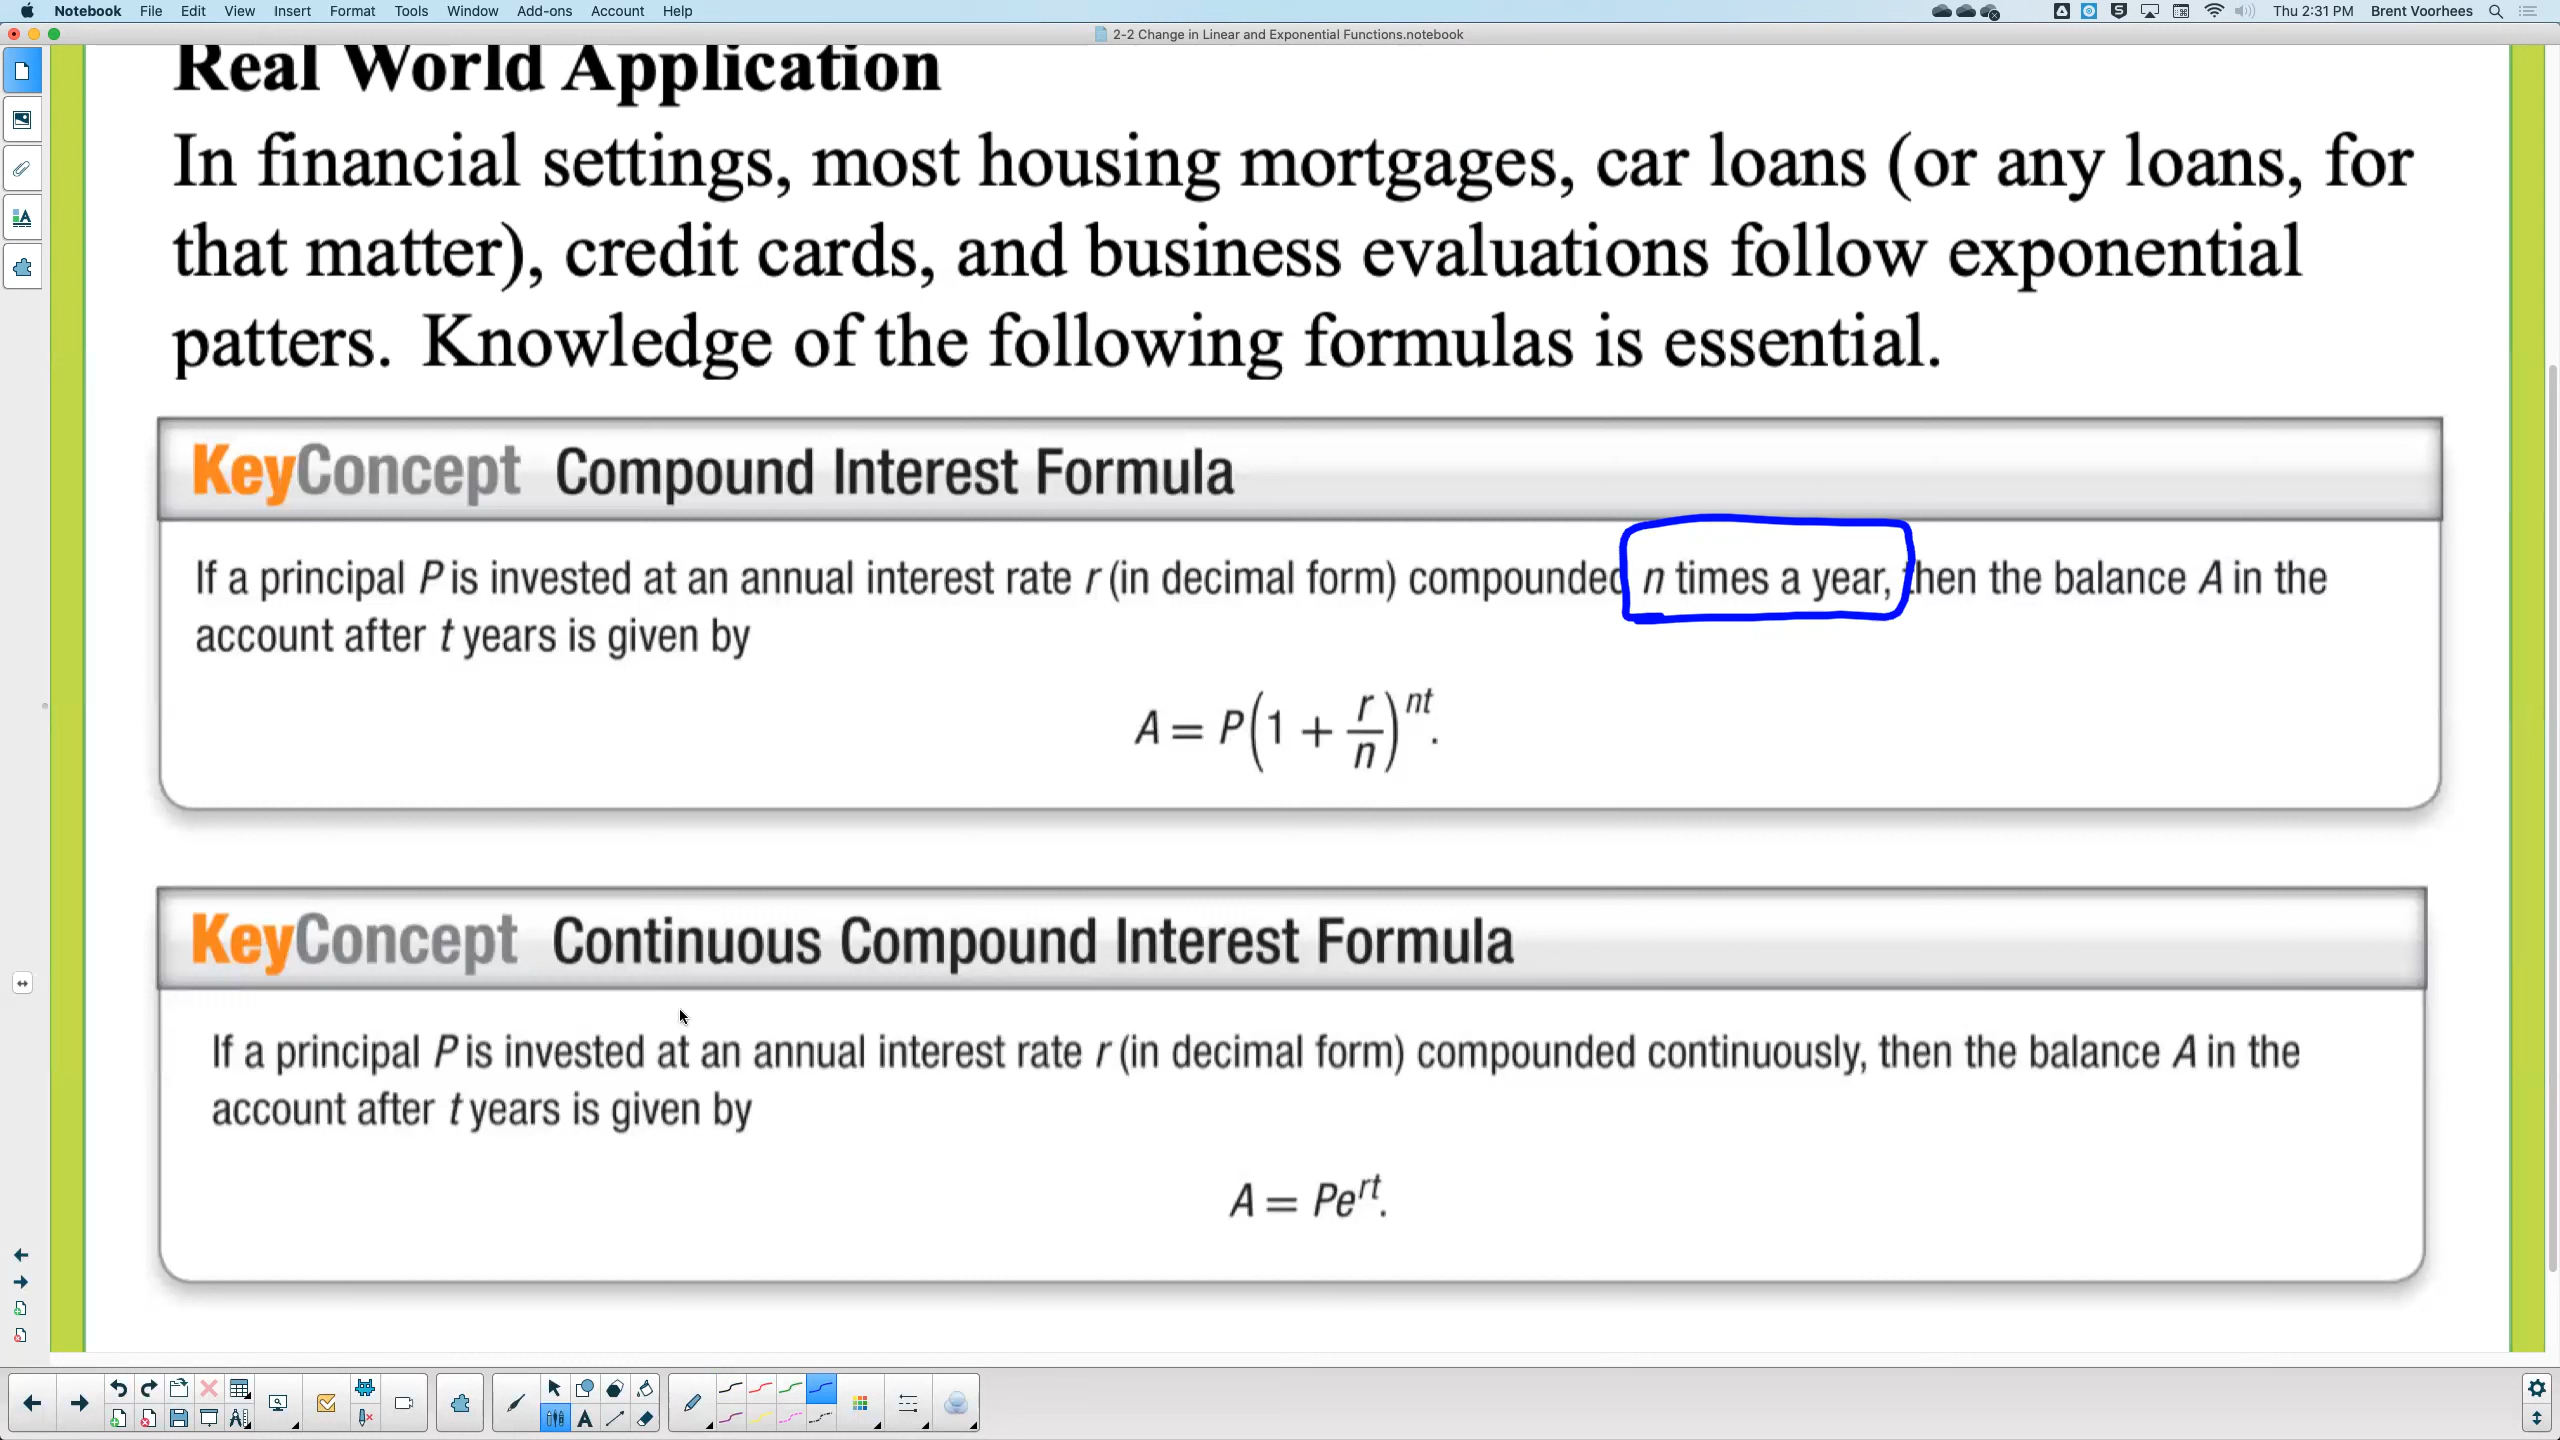 Notebook File Edit View Insert Format Tools Window Add-ons Account Help Thu 2:31 PM Brent Voorhees
2-2 Change in Linear and Exponential Functions.notebook
Real World Application
In financial settings, most housing mortgages, car loans (or any loans, for
that matter), credit cards, and business evaluations follow exponential
patters. Knowledge of the following formulas is essential.
KeyConcept Compound Interest Formula
If a principal P is invested at an annual interest rate r (in decimal form) compounded n times a year, then the balance A in the
account after t years is given by
A = P(1 + r/n)^nt.
KeyConcept Continuous Compound Interest Formula
If a principal P is invested at an annual interest rate r (in decimal form) compounded continuously, then the balance A in the
account after t years is given by
A = Pe^rt.